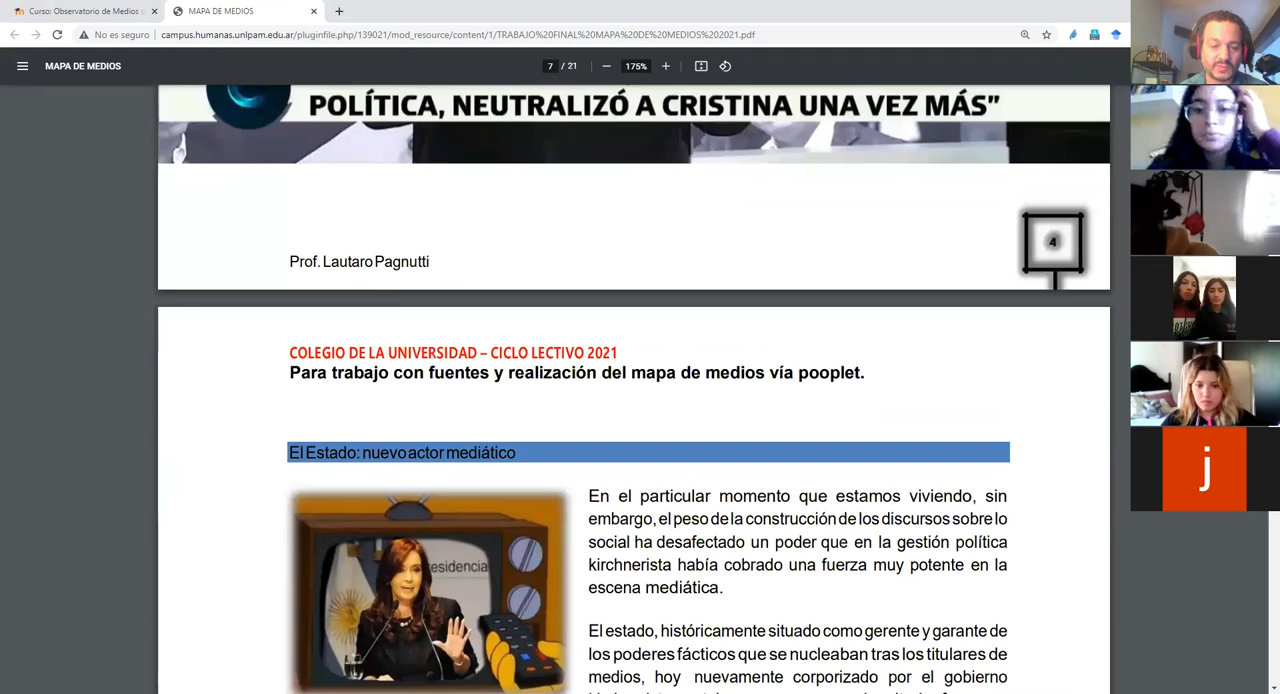 Curso: Observatorio de Medios
MAPA DE MEDIOS
No es seguro
campus.humanas.unlpam.edu.ar/pluginfile.php/139021/mod_resource/content/1/TRABAJO%20FINAL%20MAPA%20DE%20MEDIOS%202021.pdf
MAPA DE MEDIOS
7 / 21
175%
POLÍTICA, NEUTRALIZÓ A CRISTINA UNA VEZ MÁS”
4
Prof. Lautaro Pagnutti
COLEGIO DE LA UNIVERSIDAD – CICLO LECTIVO 2021
Para trabajo con fuentes y realización del mapa de medios vía pooplet.
El Estado: nuevo actor mediático
residencia
En el particular momento que estamos viviendo, sin
embargo, el peso de la construcción de los discursos sobre lo
social ha desafectado un poder que en la gestión política
kirchnerista había cobrado una fuerza muy potente en la
escena mediática.
El estado, históricamente situado como gerente y garante de
los poderes fácticos que se nucleaban tras los titulares de
medios, hoy nuevamente corporizado por el gobierno
j